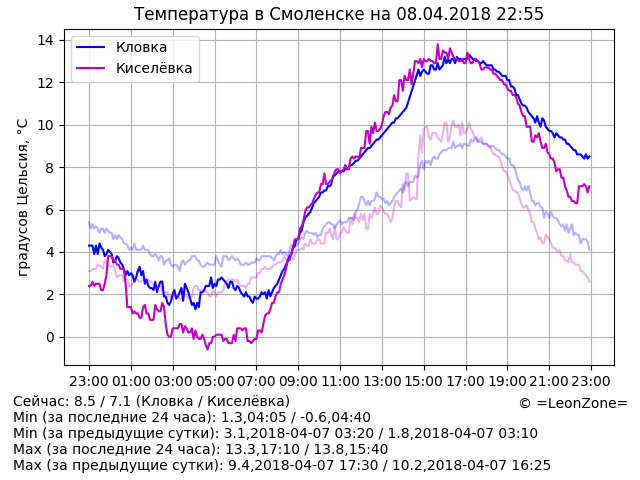 Температура в Смоленске на 08.04.2018 22:55
градусов Цельсия, °C
14
12
10
8
6
4
2
0
Кловка
Киселёвка
23:00 01:00 03:00 05:00 07:00 09:00 11:00 13:00 15:00 17:00 19:00 21:00 23:00
Сейчас: 8.5 / 7.1 (Кловка / Киселёвка)
© =LeonZone=
Min (за последние 24 часа): 1.3,04:05 / -0.6,04:40
Min (за предыдущие сутки): 3.1,2018-04-07 03:20 / 1.8,2018-04-07 03:10
Max (за последние 24 часа): 13.3,17:10 / 13.8,15:40
Max (за предыдущие сутки): 9.4,2018-04-07 17:30 / 10.2,2018-04-07 16:25